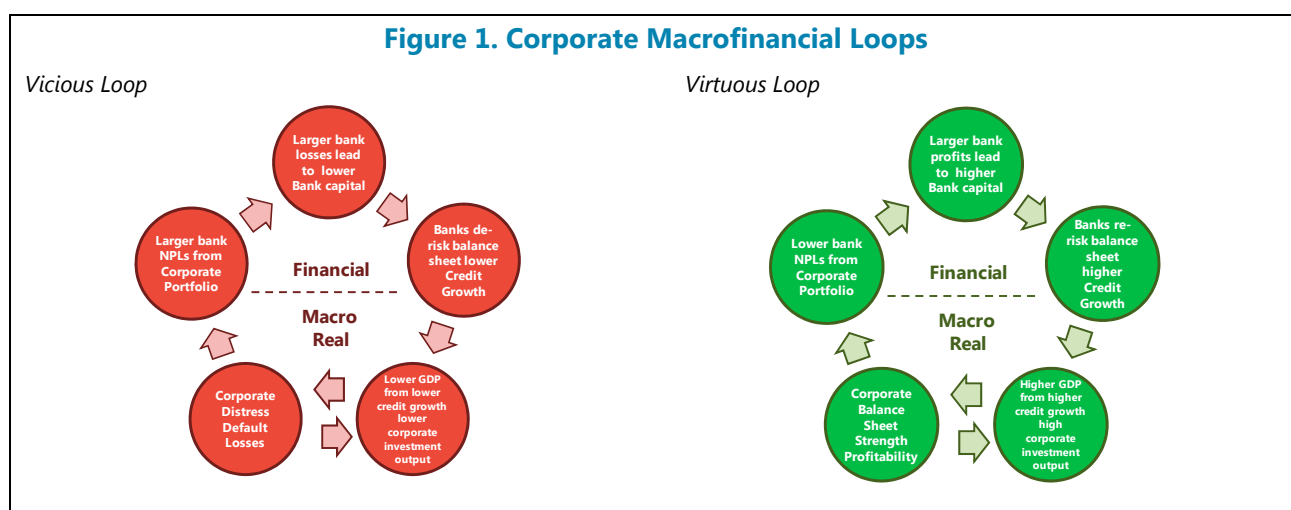 Figure 1. Corporate Macrofinancial Loops
Vicious Loop
Larger bank
losses lead
to lower
Bank capital
Banks de-
risk balance
sheet lower
Credit
Growth
Lower GDP
from lower
credit growth
lower
corporate
investment
output
Corporate
Distress
Default
Losses
Larger bank
NPLs from
Corporate
Portfolio
Financial
Macro
Real
Virtuous Loop
Larger bank
profits lead
to higher
Bank capital
Banks re-
risk balance
sheet
higher
Credit
Growth
Higher GDP
from higher
credit growth
high
corporate
investment
output
Corporate
Balance
Sheet
Strength
Profitability
Lower bank
NPLs from
Corporate
Portfolio
Financial
Macro
Real